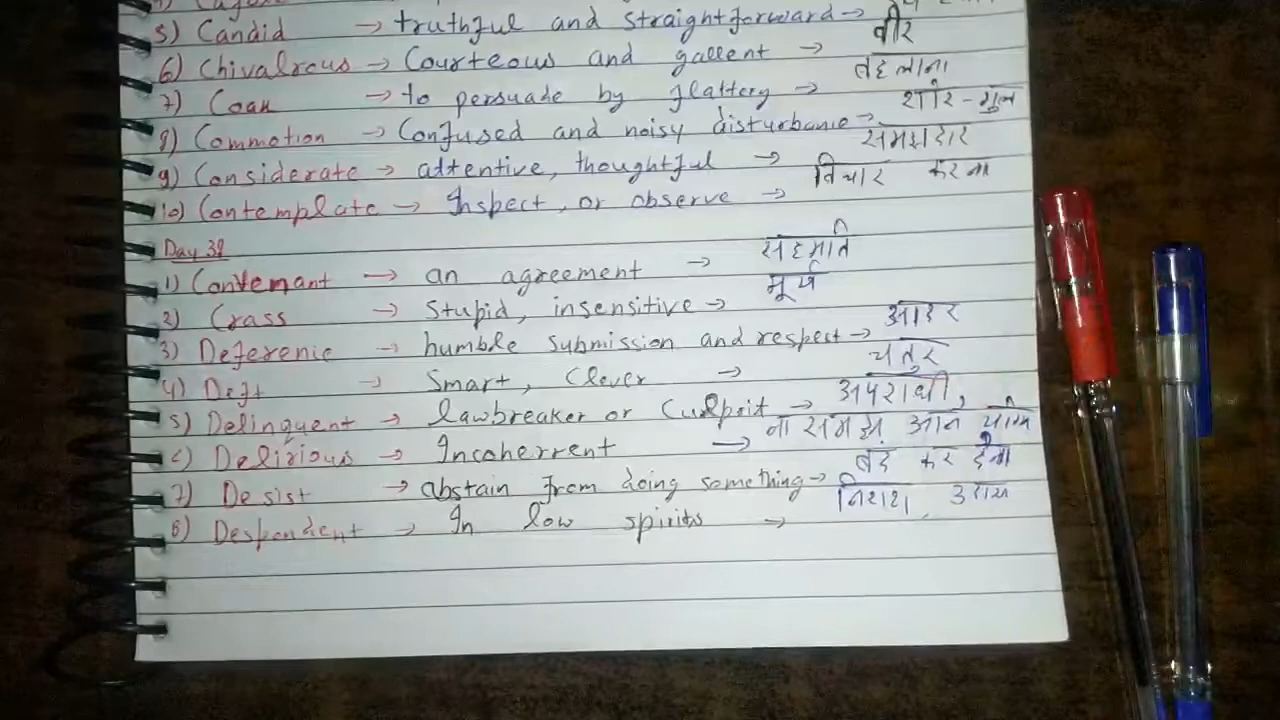 5) Candid → truthful and straightforward →
6) Chivalrous → Courteous and gallent → वीर
7) Coax → to persuade by flattery → बहलाना
8) Commotion → Confused and noisy disturbance → शोर-गुल
9) Considerate → attentive, thoughtful → समझदार
10) Contemplate → Inspect, or observe → विचार करना
Day 39
1) Convenant → an agreement → सहमति
2) Crass → Stupid, insensitive → मूर्ख
3) Deferenie → humble submission and respect → आदर
4) Deft → Smart, Clever → चतुर
5) Delinquent → lawbreaker or Culprit → अपराधी,
6) Delirious → Incoherrent → ना समझ आने
7) Desist → abstain from doing something → बंद कर देना
8) Despondent → In low spirits → निराश, उदास